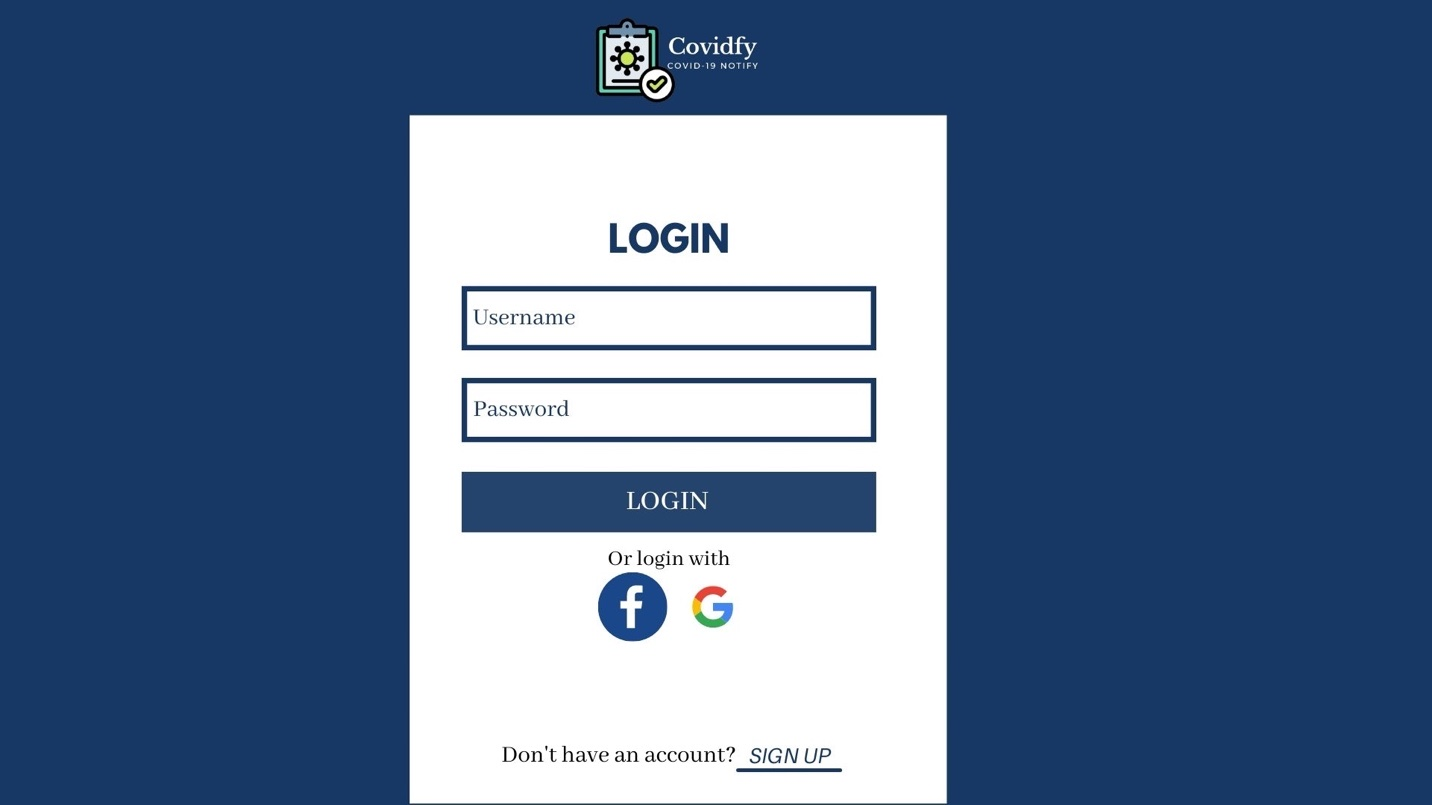 Covidfy
COVID-19 NOTIFY
LOGIN
Username
Password
LOGIN
Or login with
Don't have an account? SIGN UP